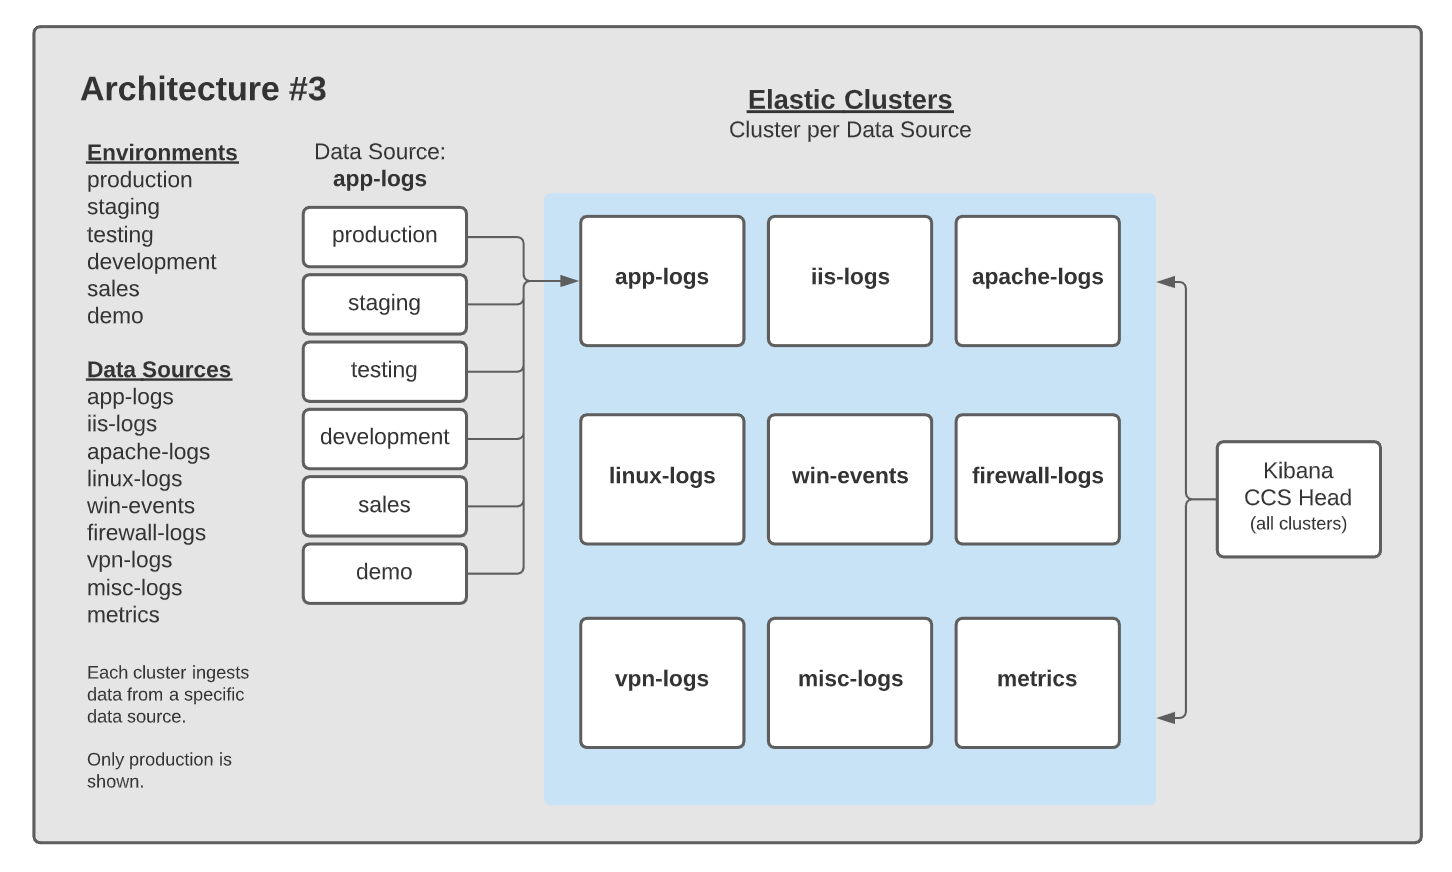 Architecture #3
Environments
production
staging
testing
development
sales
demo
Data Sources
app-logs
iis-logs
apache-logs
linux-logs
win-events
firewall-logs
vpn-logs
misc-logs
metrics
Each cluster ingests
data from a specific
data source.
Only production is
shown.
Data Source:
app-logs
production
staging
testing
development
sales
demo
Elastic Clusters
Cluster per Data Source
app-logs
iis-logs
apache-logs
linux-logs
win-events
firewall-logs
vpn-logs
misc-logs
metrics
Kibana
CCS Head
(all clusters)